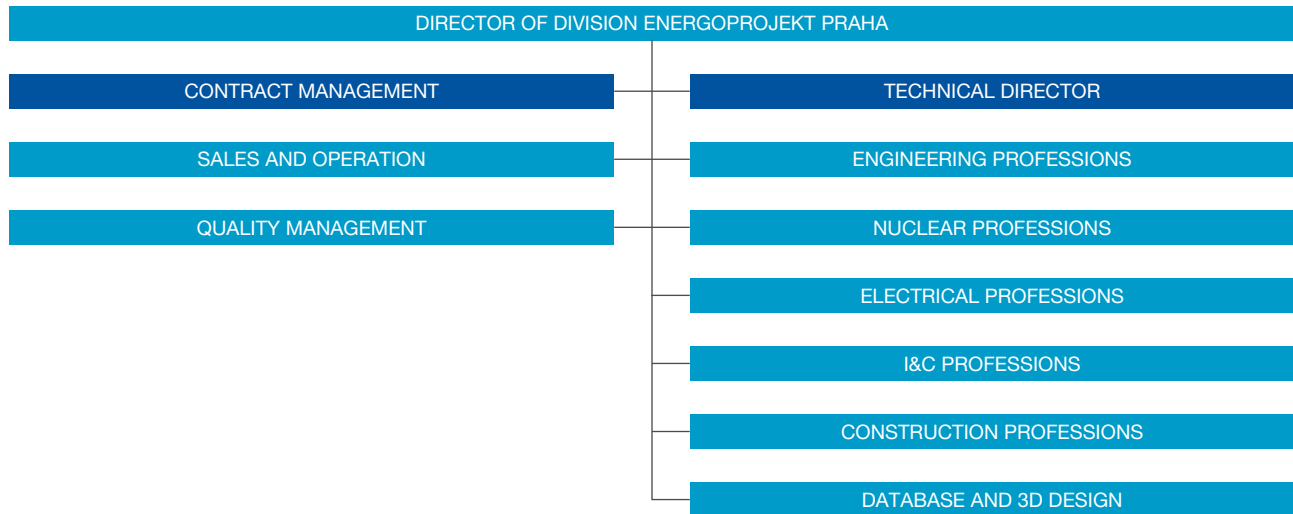 DIRECTOR OF DIVISION ENERGOPROJEKT PRAHA
CONTRACT MANAGEMENT
TECHNICAL DIRECTOR
SALES AND OPERATION
ENGINEERING PROFESSIONS
QUALITY MANAGEMENT
NUCLEAR PROFESSIONS
ELECTRICAL PROFESSIONS
I&C PROFESSIONS
CONSTRUCTION PROFESSIONS
DATABASE AND 3D DESIGN